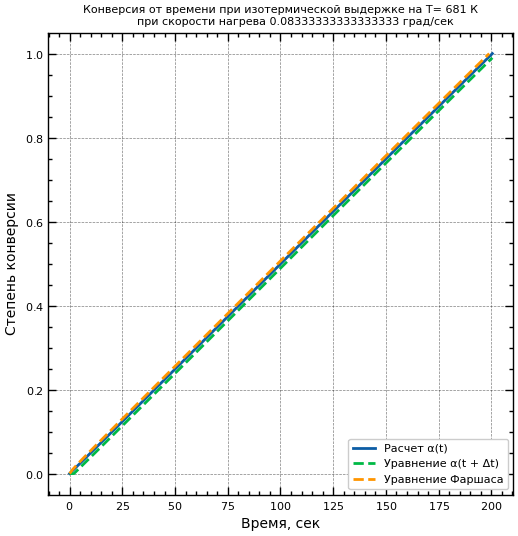 Конверсия от времени при изотермической выдержке на T= 681 К
при скорости нагрева 0.08333333333333333 град/сек
Степень конверсии
1.0
0.8
0.6
0.4
0.2
0.0
0 25 50 75 100 125 150 175 200
Время, сек
Расчет α(t)
Уравнение α(t + Δt)
Уравнение Фаршаса